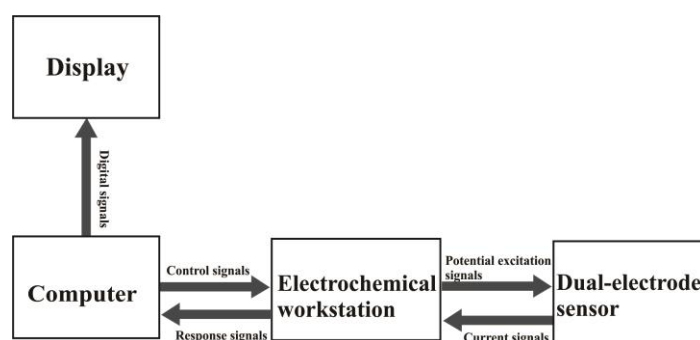 Display
Digital signals
Computer
Control signals
Response signals
Electrochemical
workstation
Potential excitation
signals
Current signals
Dual-electrode
sensor